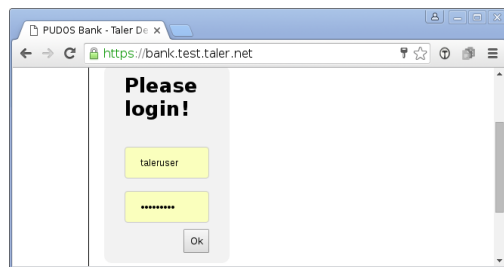 PUDOS Bank - Taler De
https://bank.test.taler.net
Please
login!
taleruser
•••••••••
Ok